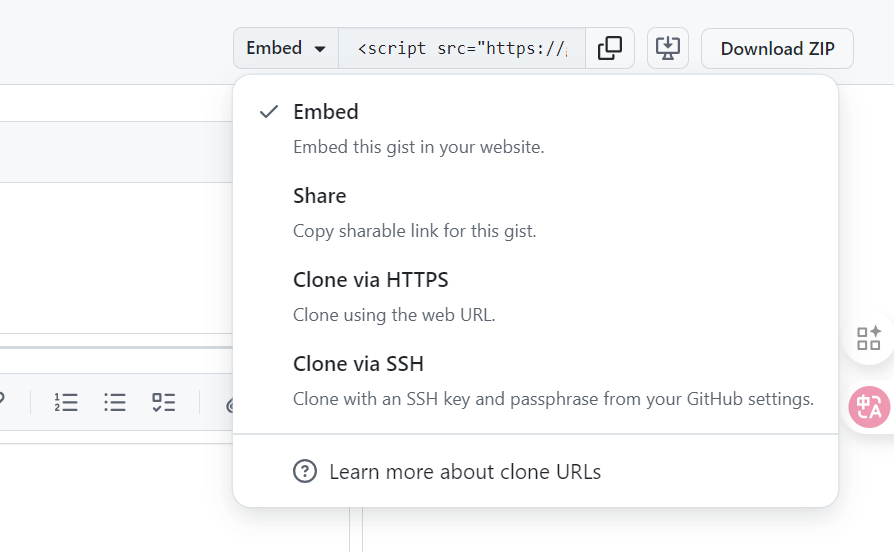 Embed
<script src="https://
Download ZIP
Embed
Embed this gist in your website.
Share
Copy sharable link for this gist.
Clone via HTTPS
Clone using the web URL.
Clone via SSH
Clone with an SSH key and passphrase from your GitHub settings.
Learn more about clone URLs
中
A